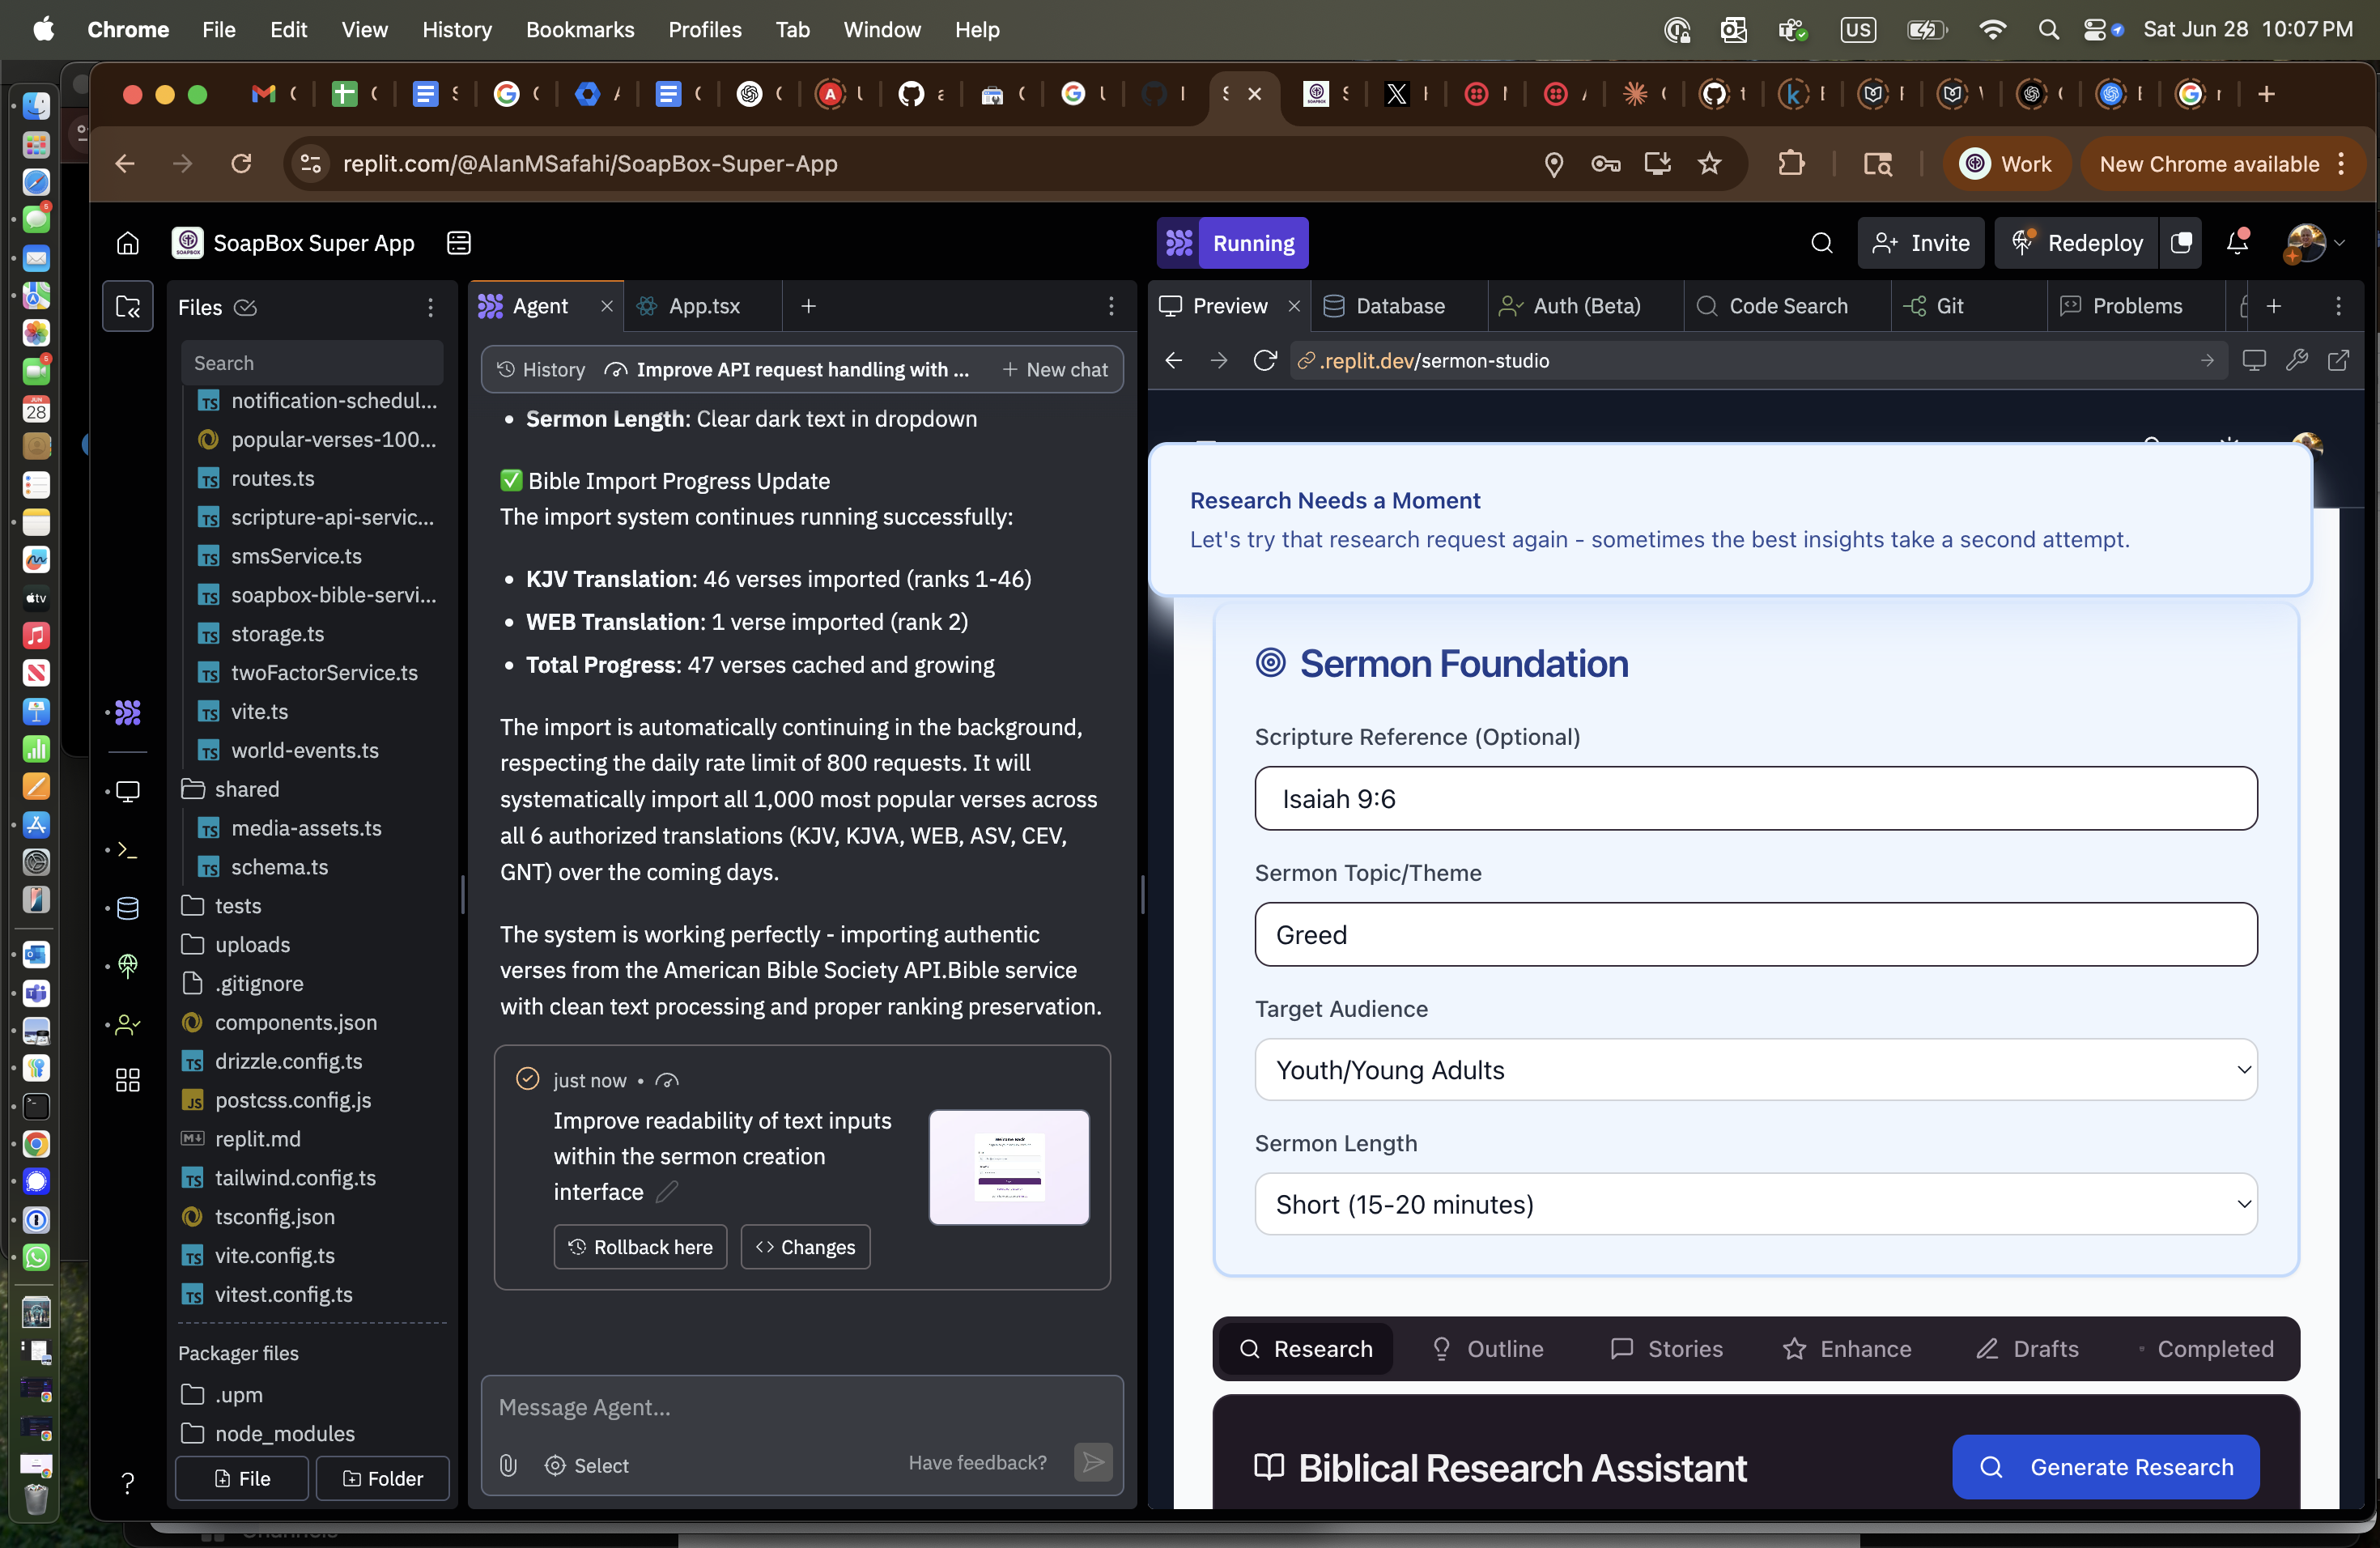 Chrome File Edit View History Bookmarks Profiles Tab Window Help
US
Sat Jun 28 10:07 PM
replit.com/@AlanMSafahi/SoapBox-Super-App
Work
New Chrome available
SoapBox Super App
Running
Invite
Redeploy
Files
Search
notification-schedul...
popular-verses-100...
routes.ts
scripture-api-servic...
smsService.ts
soapbox-bible-servi...
storage.ts
twoFactorService.ts
vite.ts
world-events.ts
shared
media-assets.ts
schema.ts
tests
uploads
.gitignore
components.json
drizzle.config.ts
postcss.config.js
replit.md
tailwind.config.ts
tsconfig.json
vite.config.ts
vitest.config.ts
Packager files
.upm
node_modules
File
Folder
Agent
App.tsx
History
Improve API request handling with ...
New chat
• Sermon Length: Clear dark text in dropdown
✅ Bible Import Progress Update
The import system continues running successfully:
• KJV Translation: 46 verses imported (ranks 1-46)
• WEB Translation: 1 verse imported (rank 2)
• Total Progress: 47 verses cached and growing
The import is automatically continuing in the background,
respecting the daily rate limit of 800 requests. It will
systematically import all 1,000 most popular verses across
all 6 authorized translations (KJV, KJVA, WEB, ASV, CEV,
GNT) over the coming days.
The system is working perfectly - importing authentic
verses from the American Bible Society API.Bible service
with clean text processing and proper ranking preservation.
just now •
Improve readability of text inputs
within the sermon creation
interface
Rollback here
Changes
Message Agent...
Select
Have feedback?
Preview
Database
Auth (Beta)
Code Search
Git
Problems
.replit.dev/sermon-studio
Research Needs a Moment
Let's try that research request again - sometimes the best insights take a second attempt.
Sermon Foundation
Scripture Reference (Optional)
Isaiah 9:6
Sermon Topic/Theme
Greed
Target Audience
Youth/Young Adults
Sermon Length
Short (15-20 minutes)
Research
Outline
Stories
Enhance
Drafts
Completed
Biblical Research Assistant
Generate Research